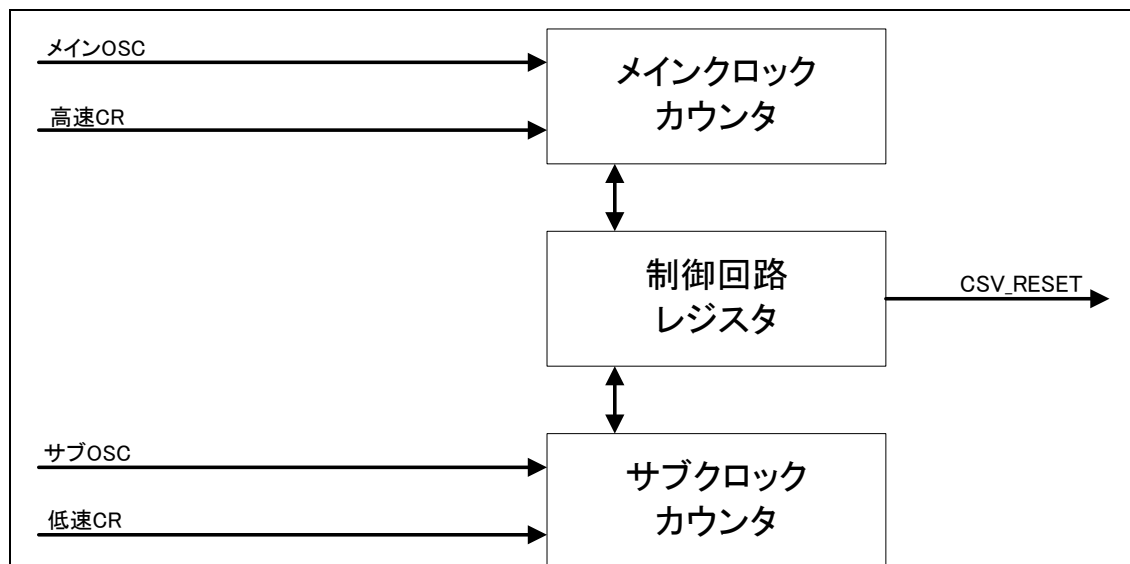 メインOSC
高速CR
メインクロック
カウンタ
制御回路
レジスタ
CSV_RESET
サブOSC
低速CR
サブクロック
カウンタ